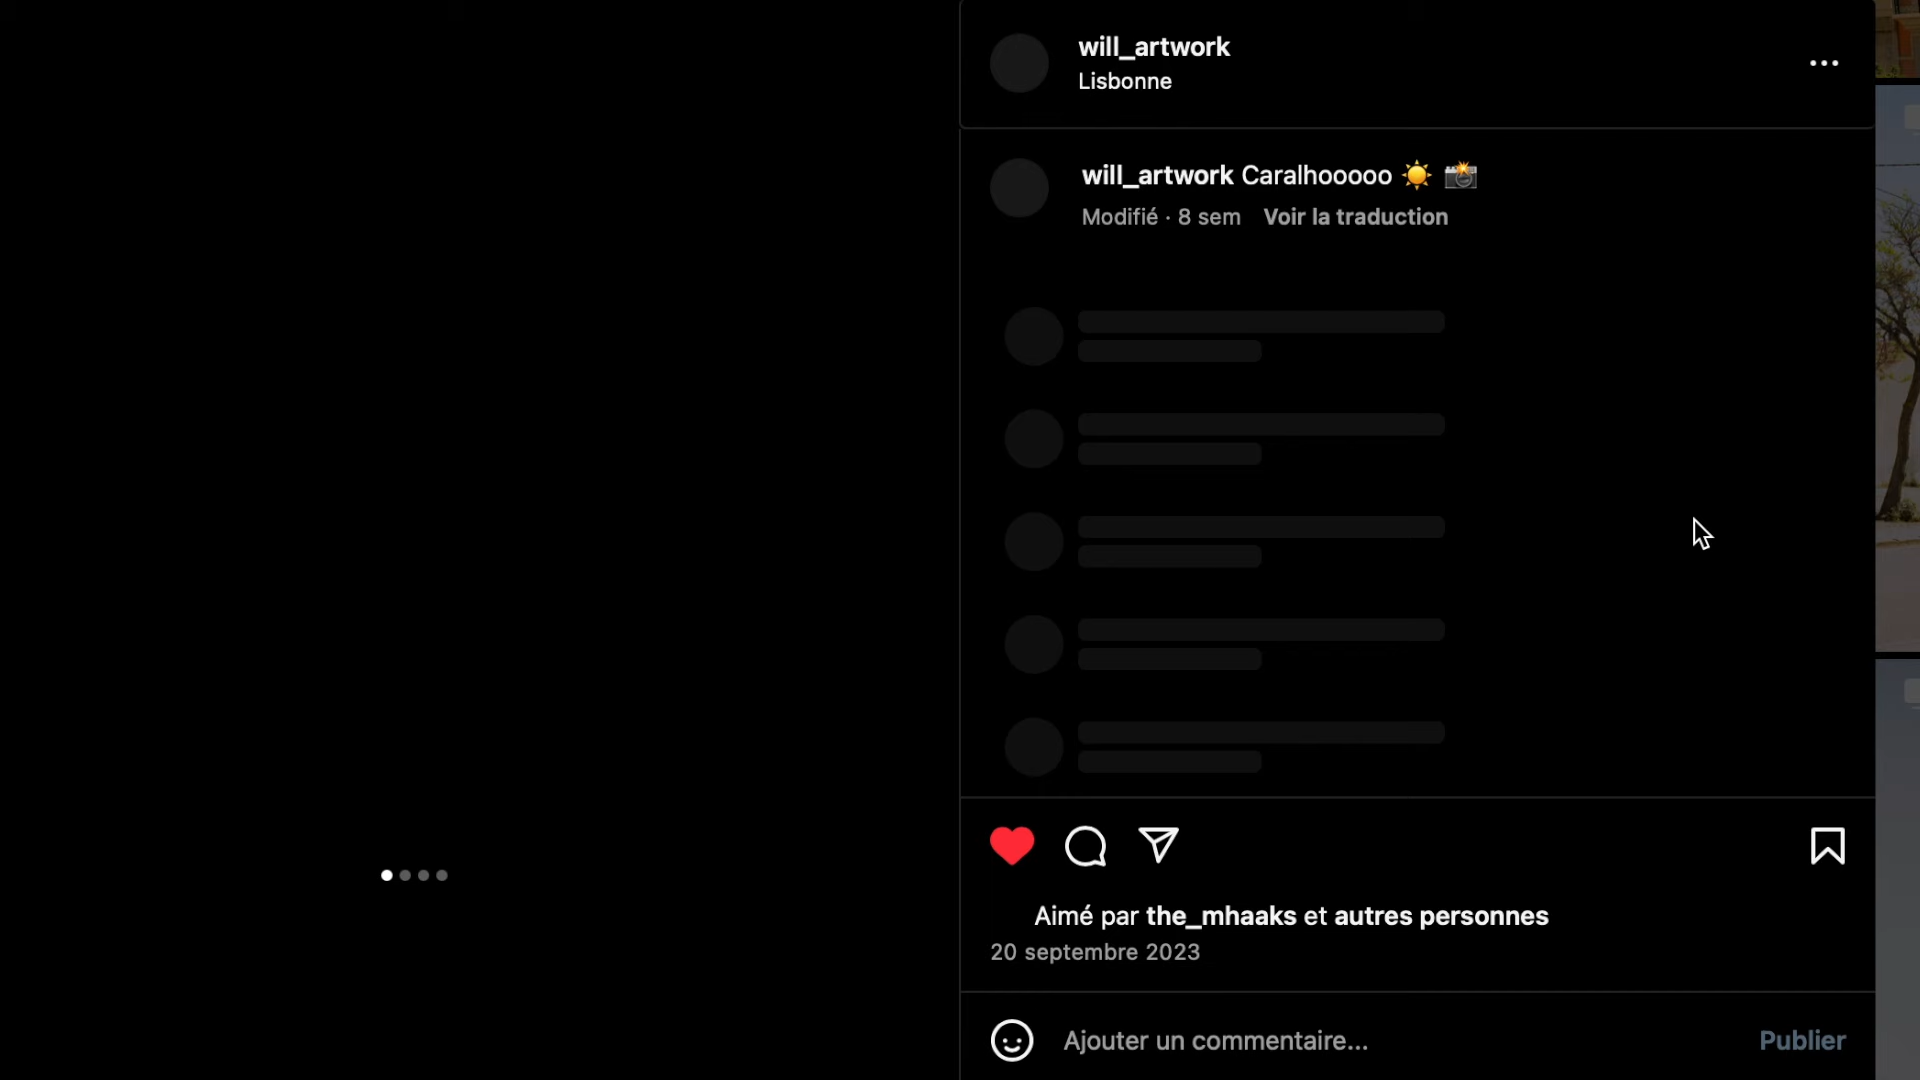 will_artwork
Lisbonne
will_artwork Caralhooooo ☀️ 📸
Modifié · 8 sem Voir la traduction
Aimé par the_mhaaks et autres personnes
20 septembre 2023
Ajouter un commentaire...
Publier